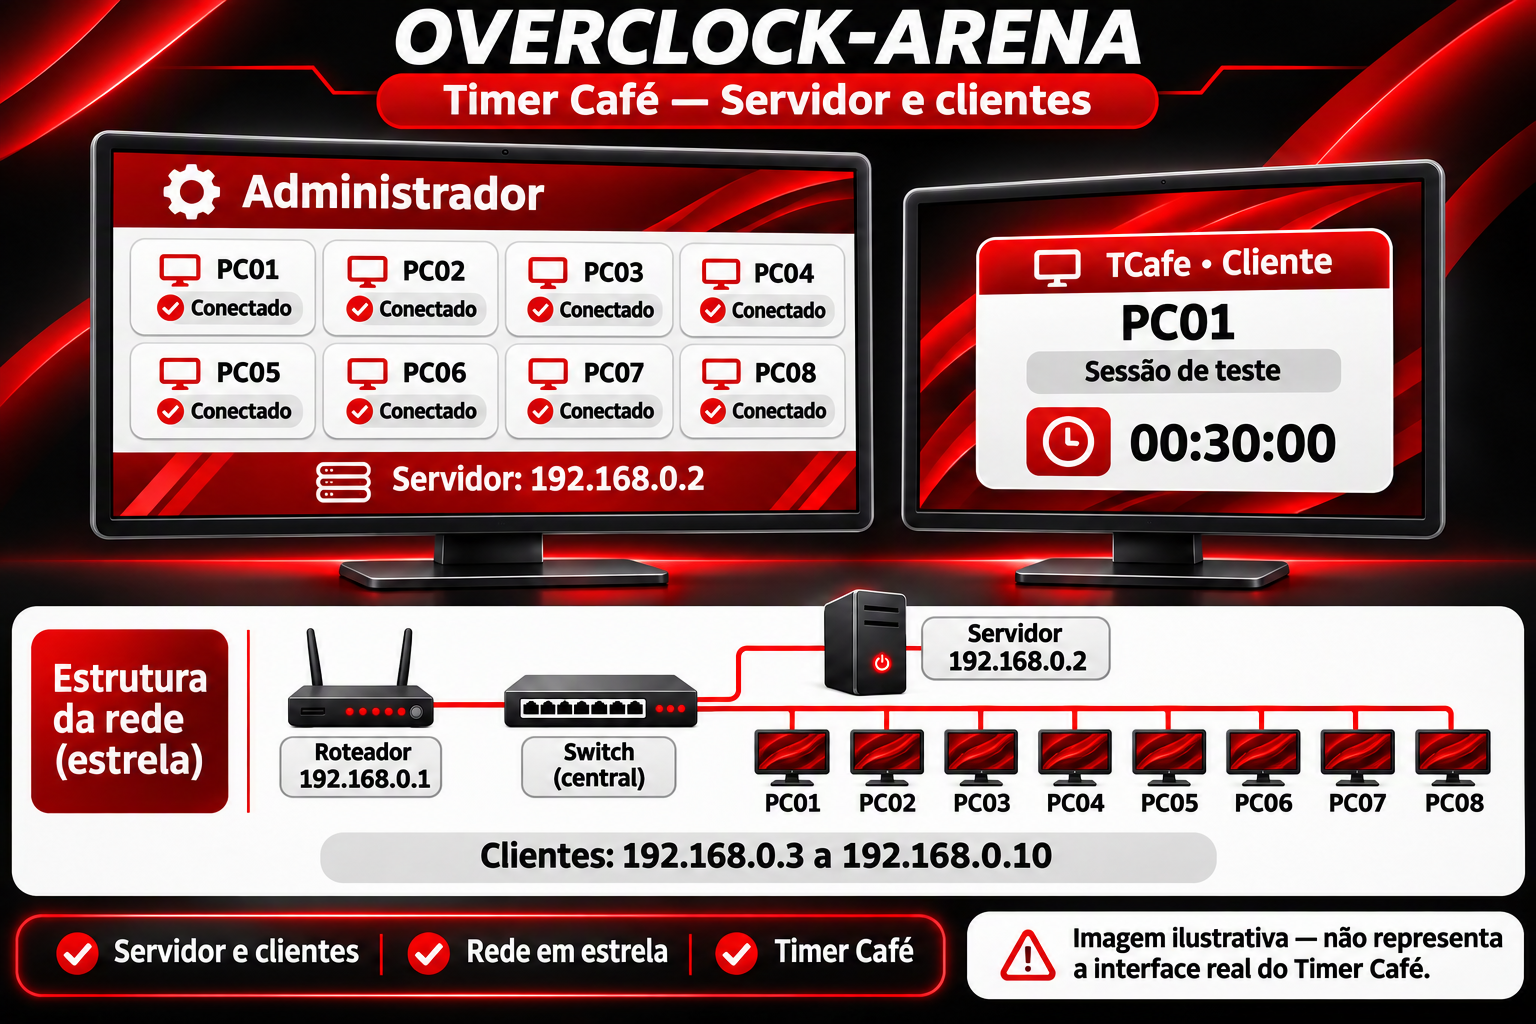 OVERCLOCK-ARENA
Timer Café — Servidor e clientes
Administrador
PC01
Conectado
PC02
Conectado
PC03
Conectado
PC04
Conectado
PC05
Conectado
PC06
Conectado
PC07
Conectado
PC08
Conectado
Servidor: 192.168.0.2
TCafe • Cliente
PC01
Sessão de teste
00:30:00
Estrutura
da rede
(estrela)
Roteador
192.168.0.1
Switch
(central)
Servidor
192.168.0.2
PC01
PC02
PC03
PC04
PC05
PC06
PC07
PC08
Clientes: 192.168.0.3 a 192.168.0.10
Servidor e clientes
Rede em estrela
Timer Café
Imagem ilustrativa — não representa
a interface real do Timer Café.